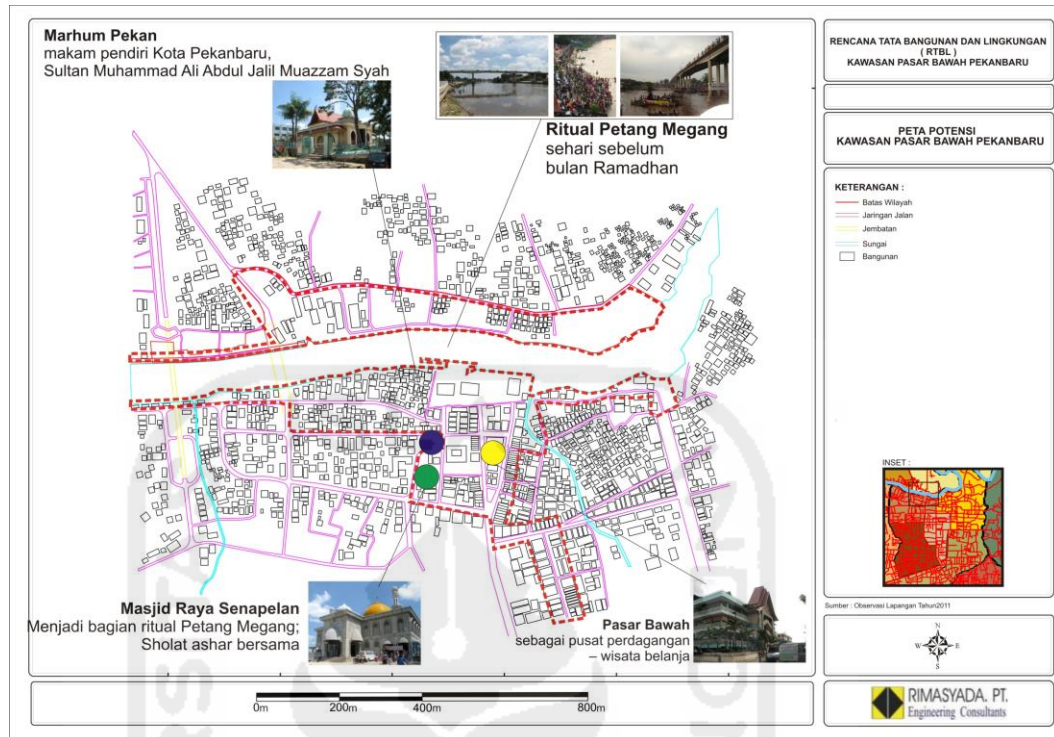 Marhum Pekan
makam pendiri Kota Pekanbaru,
Sultan Muhammad Ali Abdul Jalil Muazzam Syah
Ritual Petang Megang
sehari sebelum
bulan Ramadhan
Masjid Raya Senapelan
Menjadi bagian ritual Petang Megang;
Sholat ashar bersama
Pasar Bawah
sebagai pusat perdagangan
– wisata belanja
0m 200m 400m 800m
RENCANA TATA BANGUNAN DAN LINGKUNGAN
( RTBL )
KAWASAN PASAR BAWAH PEKANBARU
PETA POTENSI
KAWASAN PASAR BAWAH PEKANBARU
KETERANGAN :
Batas Wilayah
Jaringan Jalan
Jembatan
Sungai
Bangunan
INSET :
Sumber : Observasi Lapangan Tahun2011
N
W E
S
RIMASYADA. PT.
Engineering Consultants